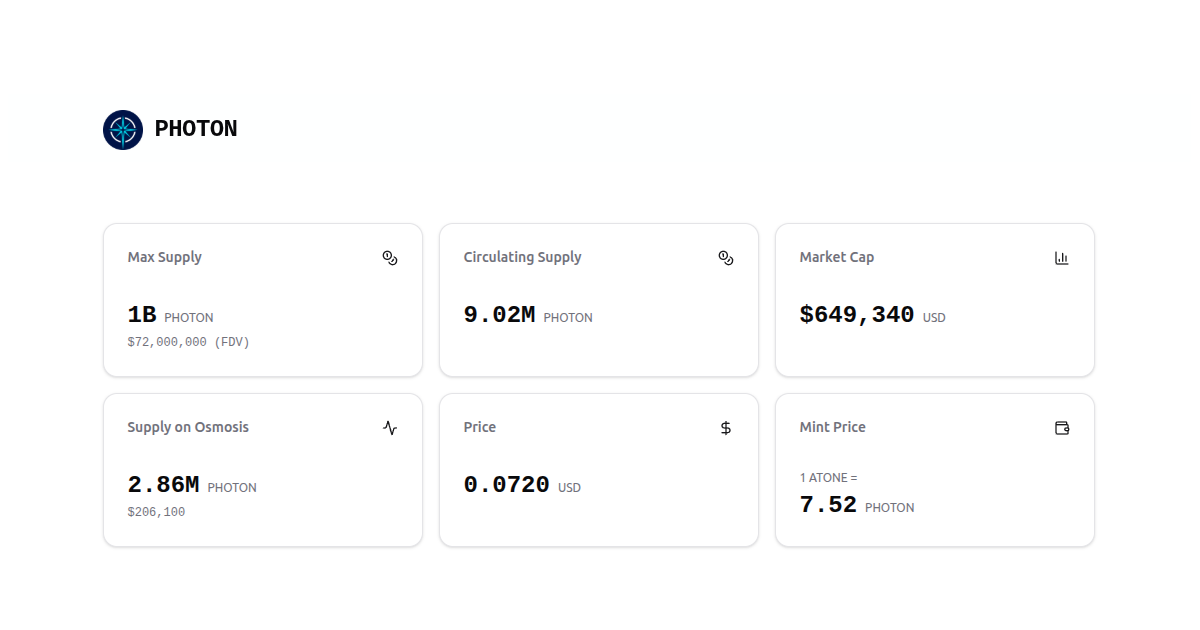 PHOTON
Max Supply
1B PHOTON
$72,000,000 (FDV)
Circulating Supply
9.02M PHOTON
Market Cap
$649,340 USD
Supply on Osmosis
2.86M PHOTON
$206,100
Price
0.0720 USD
Mint Price
1 ATONE =
7.52 PHOTON